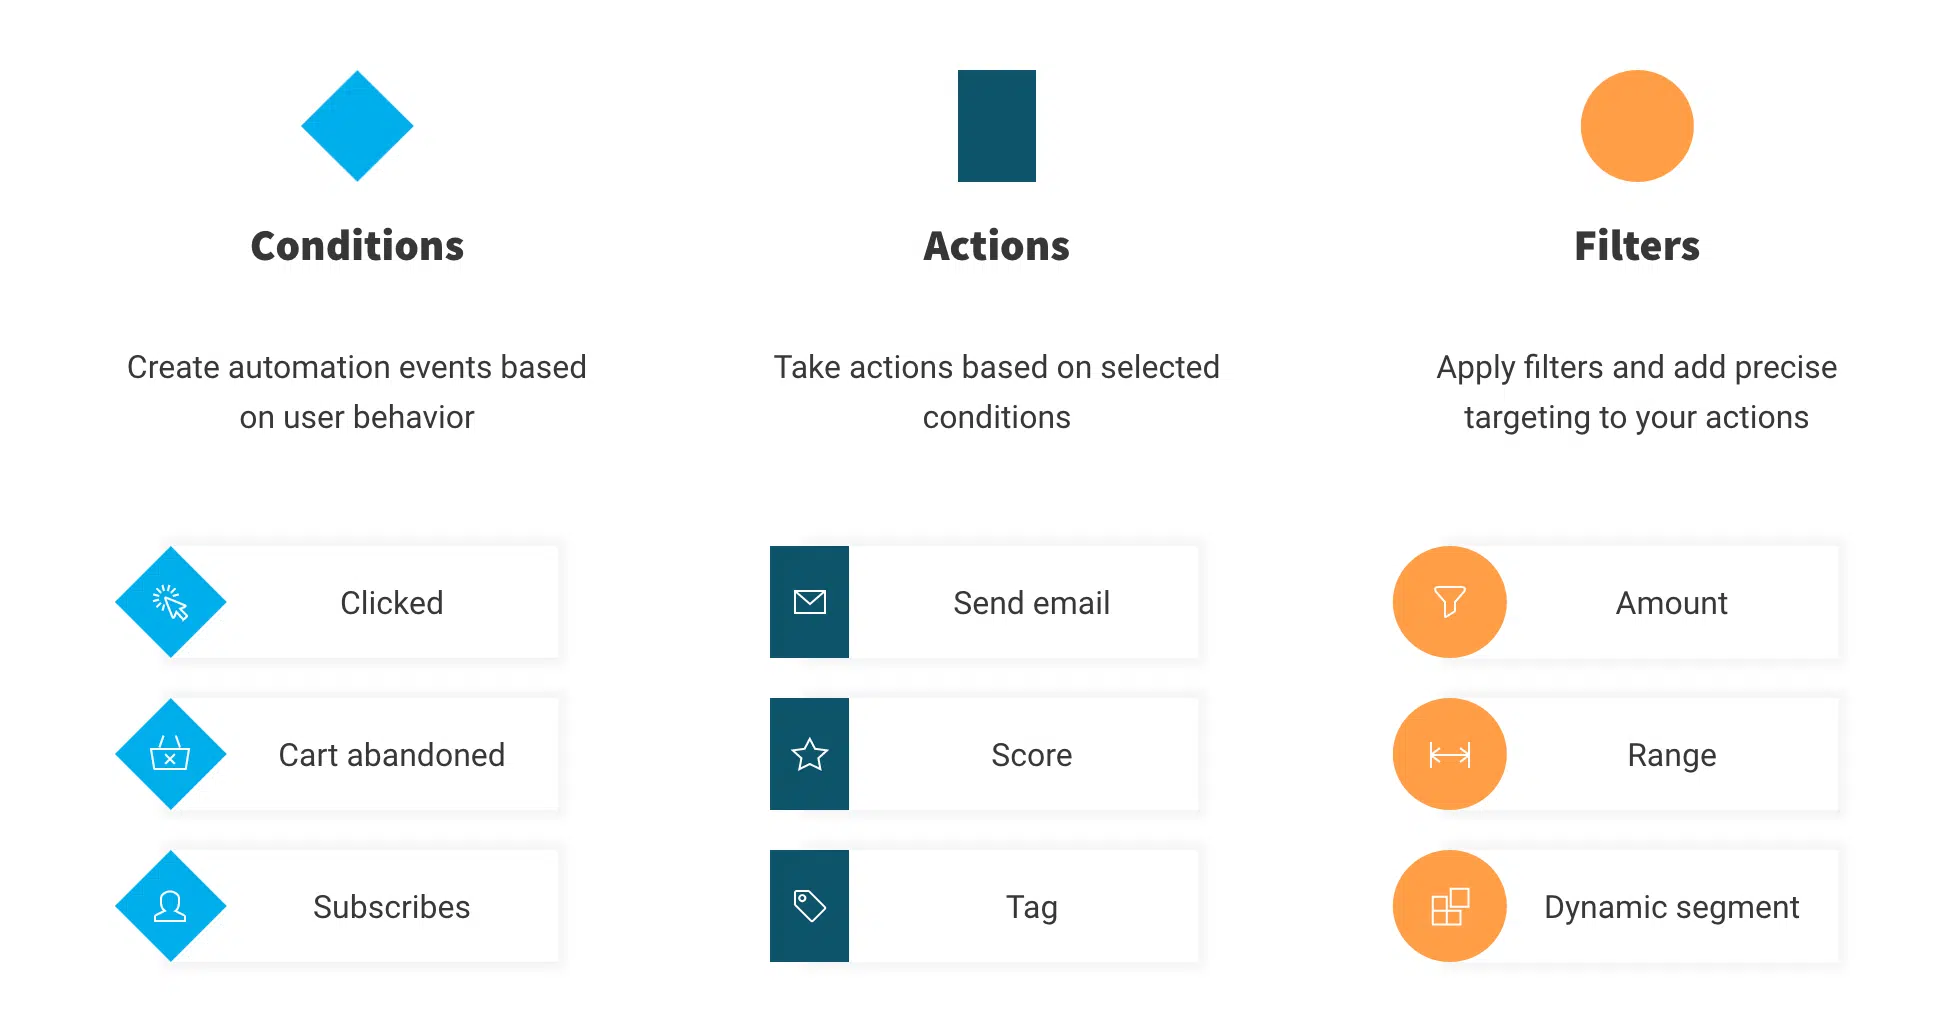 Conditions
Create automation events based
on user behavior
Clicked
Cart abandoned
Subscribes
Actions
Take actions based on selected
conditions
Send email
Score
Tag
Filters
Apply filters and add precise
targeting to your actions
Amount
Range
Dynamic segment